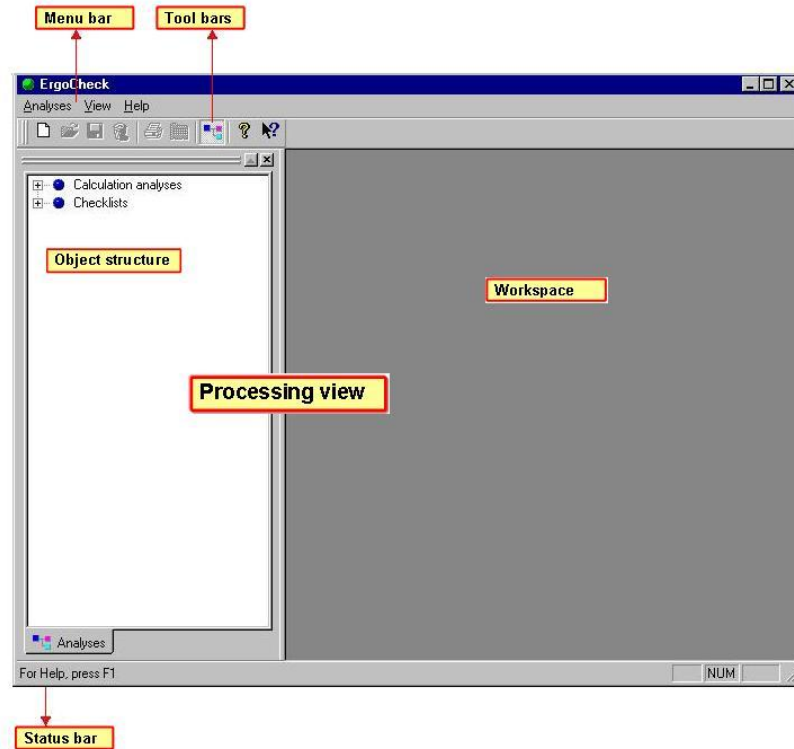 Menu bar
Tool bars
ErgoCheck
Analyses View Help
Calculation analyses
Checklists
Object structure
Workspace
Processing view
Analyses
For Help, press F1
NUM
Status bar